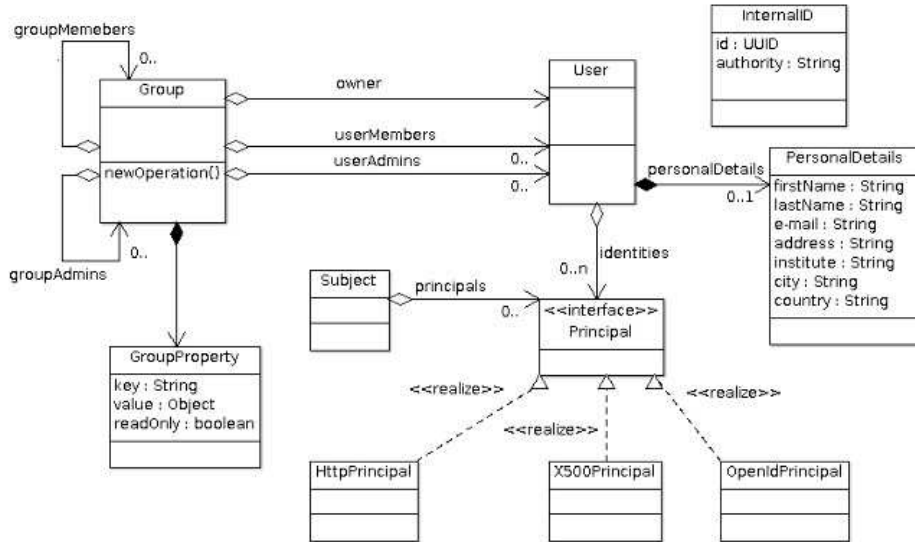 groupMemebers
0..
Group
newOperation()
groupAdmins
0..
owner
userMembers
0..
userAdmins
0..
User
InternalID
id : UUID
authority : String
personalDetails
0..1
PersonalDetails
firstName : String
lastName : String
e-mail : String
address : String
institute : String
city : String
country : String
identities
0..n
Subject
principals
0..
<<interface>>
Principal
GroupProperty
key : String
value : Object
readOnly : boolean
<<realize>>
<<realize>>
<<realize>>
HttpPrincipal
X500Principal
OpenIdPrincipal